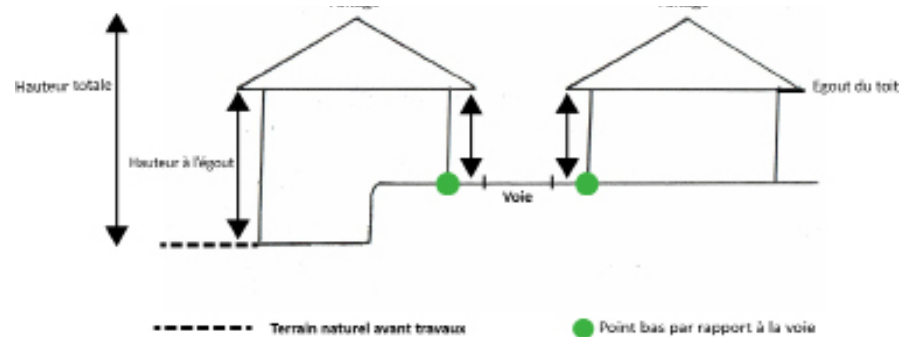 Hauteur totale
Egout du toit
Hauteur à l'égout
Voie
Terrain naturel avant travaux
Point bas par rapport à la voie